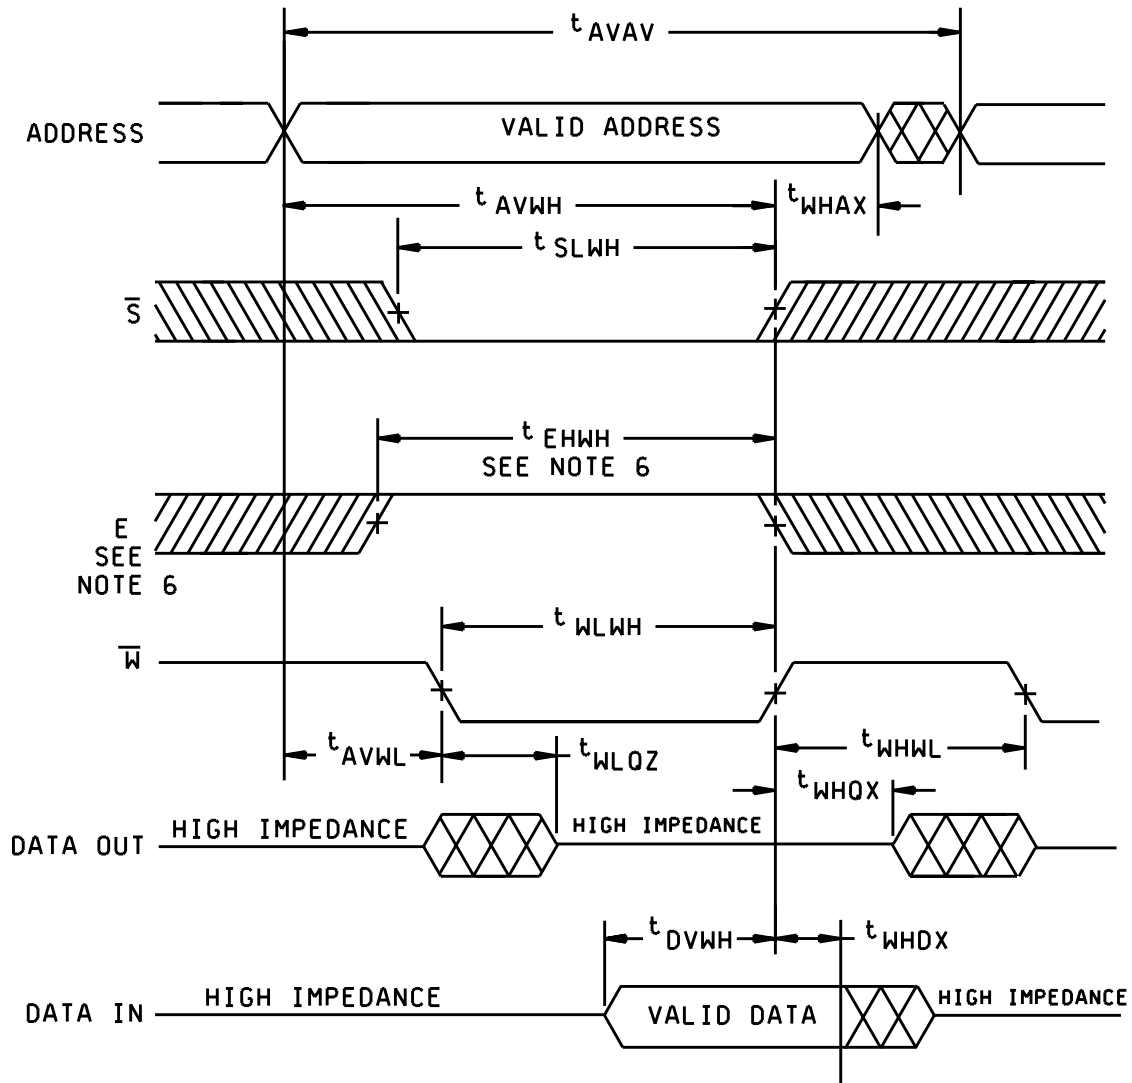 t AVAV
ADDRESS VALID ADDRESS
t AVWH t WHAX
t SLWH
S̅
t EHWH
SEE NOTE 6
E
SEE
NOTE 6
t WLWH
W̅
t AVWL t WLQZ t WHWL
t WHQX
DATA OUT HIGH IMPEDANCE HIGH IMPEDANCE
t DVWH t WHDX
DATA IN HIGH IMPEDANCE VALID DATA HIGH IMPEDANCE